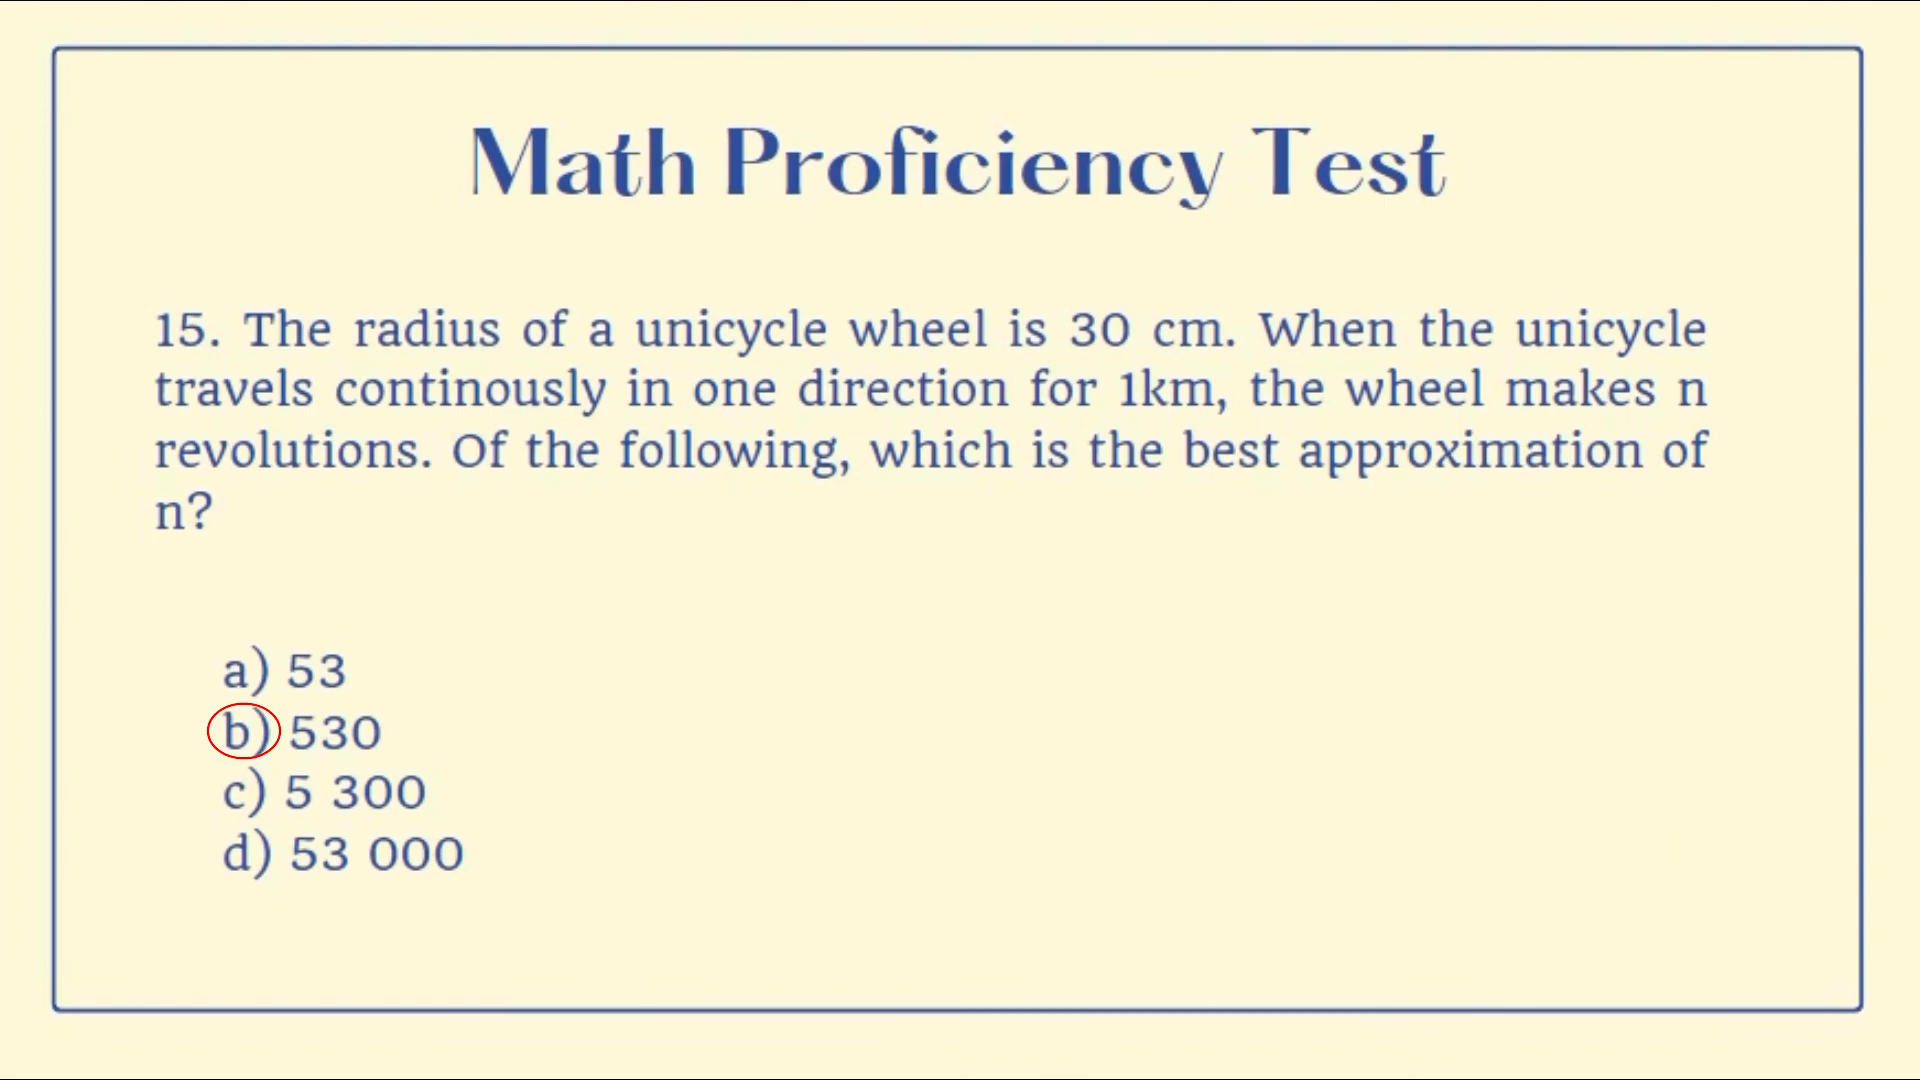 Math Proficiency Test
15. The radius of a unicycle wheel is 30 cm. When the unicycle
travels continously in one direction for 1km, the wheel makes n
revolutions. Of the following, which is the best approximation of
n?
a) 53
b) 530
c) 5 300
d) 53 000